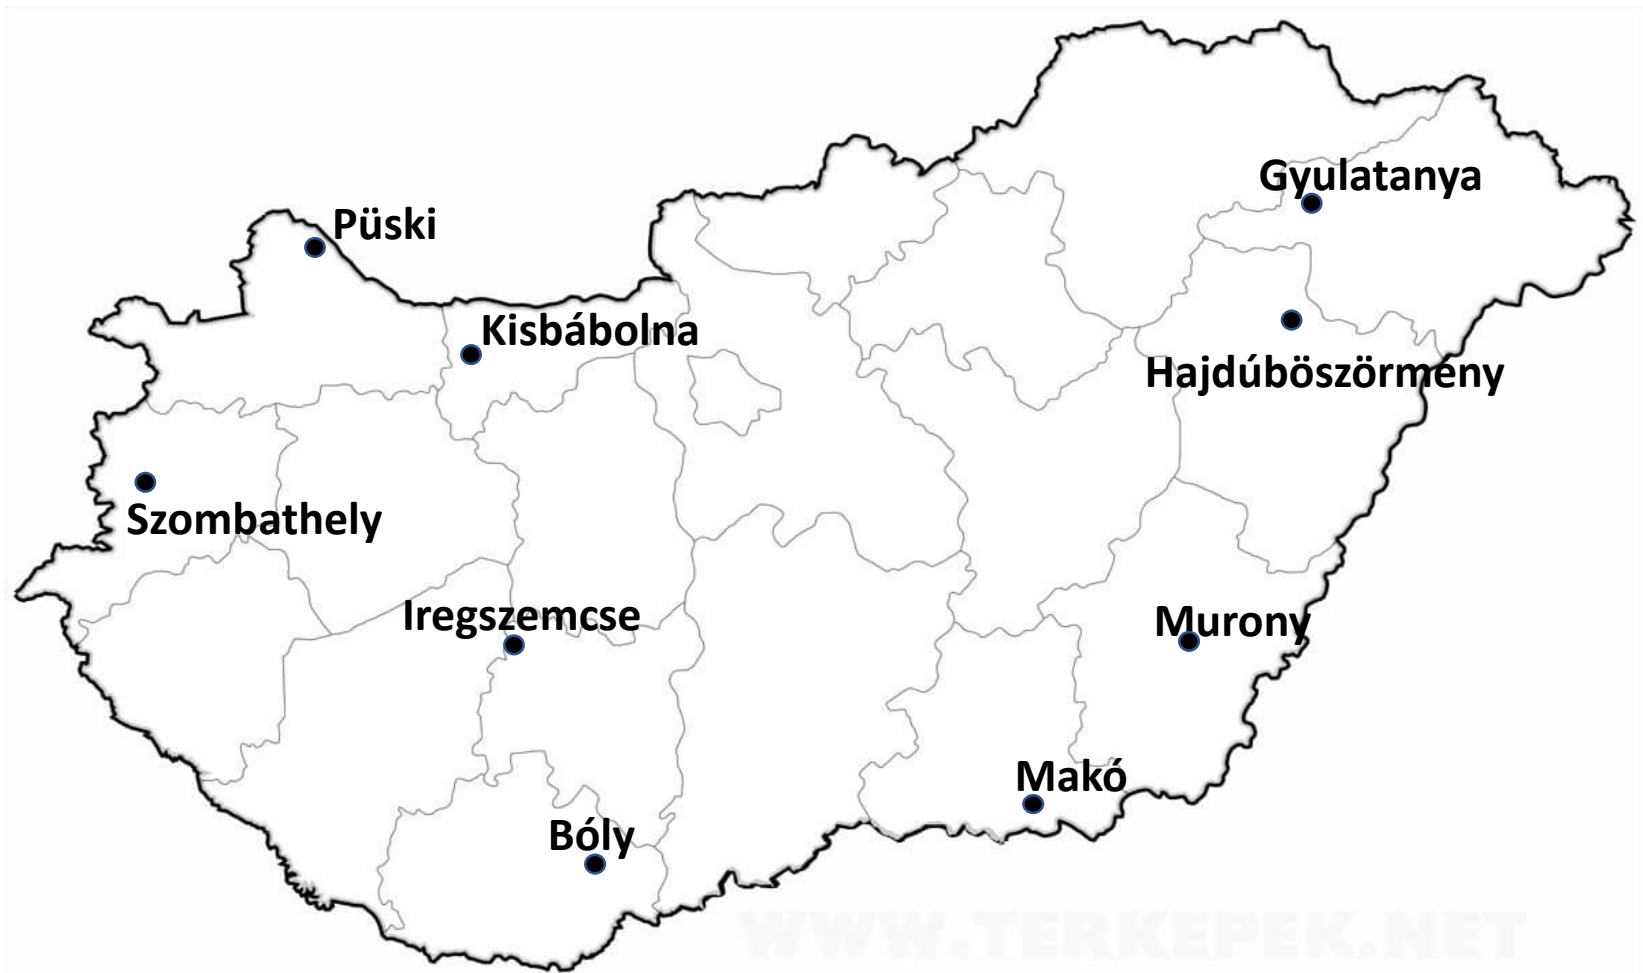 Gyulatanya
Püski
Kisbábolna
Hajdúböszörmény
Szombathely
Iregszemcse
Murony
Makó
Bóly
WWW.TERKEPEK.NET